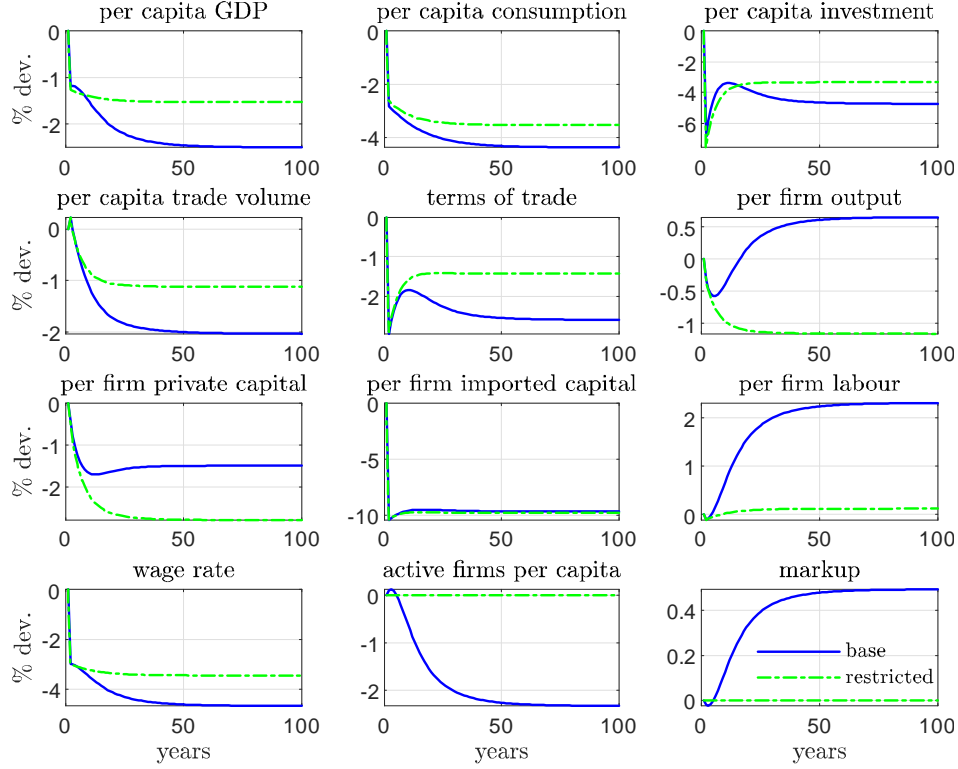 per capita GDP per capita consumption per capita investment
0 -1 -2 % dev. 0 50 100
0 -2 -4 0 50 100
0 -2 -4 -6 0 50 100
per capita trade volume terms of trade per firm output
0 -1 -2 % dev. 0 50 100
0 -1 -2 0 50 100
0.5 0 -0.5 -1 0 50 100
per firm private capital per firm imported capital per firm labour
0 -1 -2 % dev. 0 50 100
0 -5 -10 0 50 100
2 1 0 0 50 100
wage rate active firms per capita markup
0 -2 -4 % dev. 0 50 100
0 -1 -2 0 50 100
0.4 0.2 0 base restricted 0 50 100
years years years